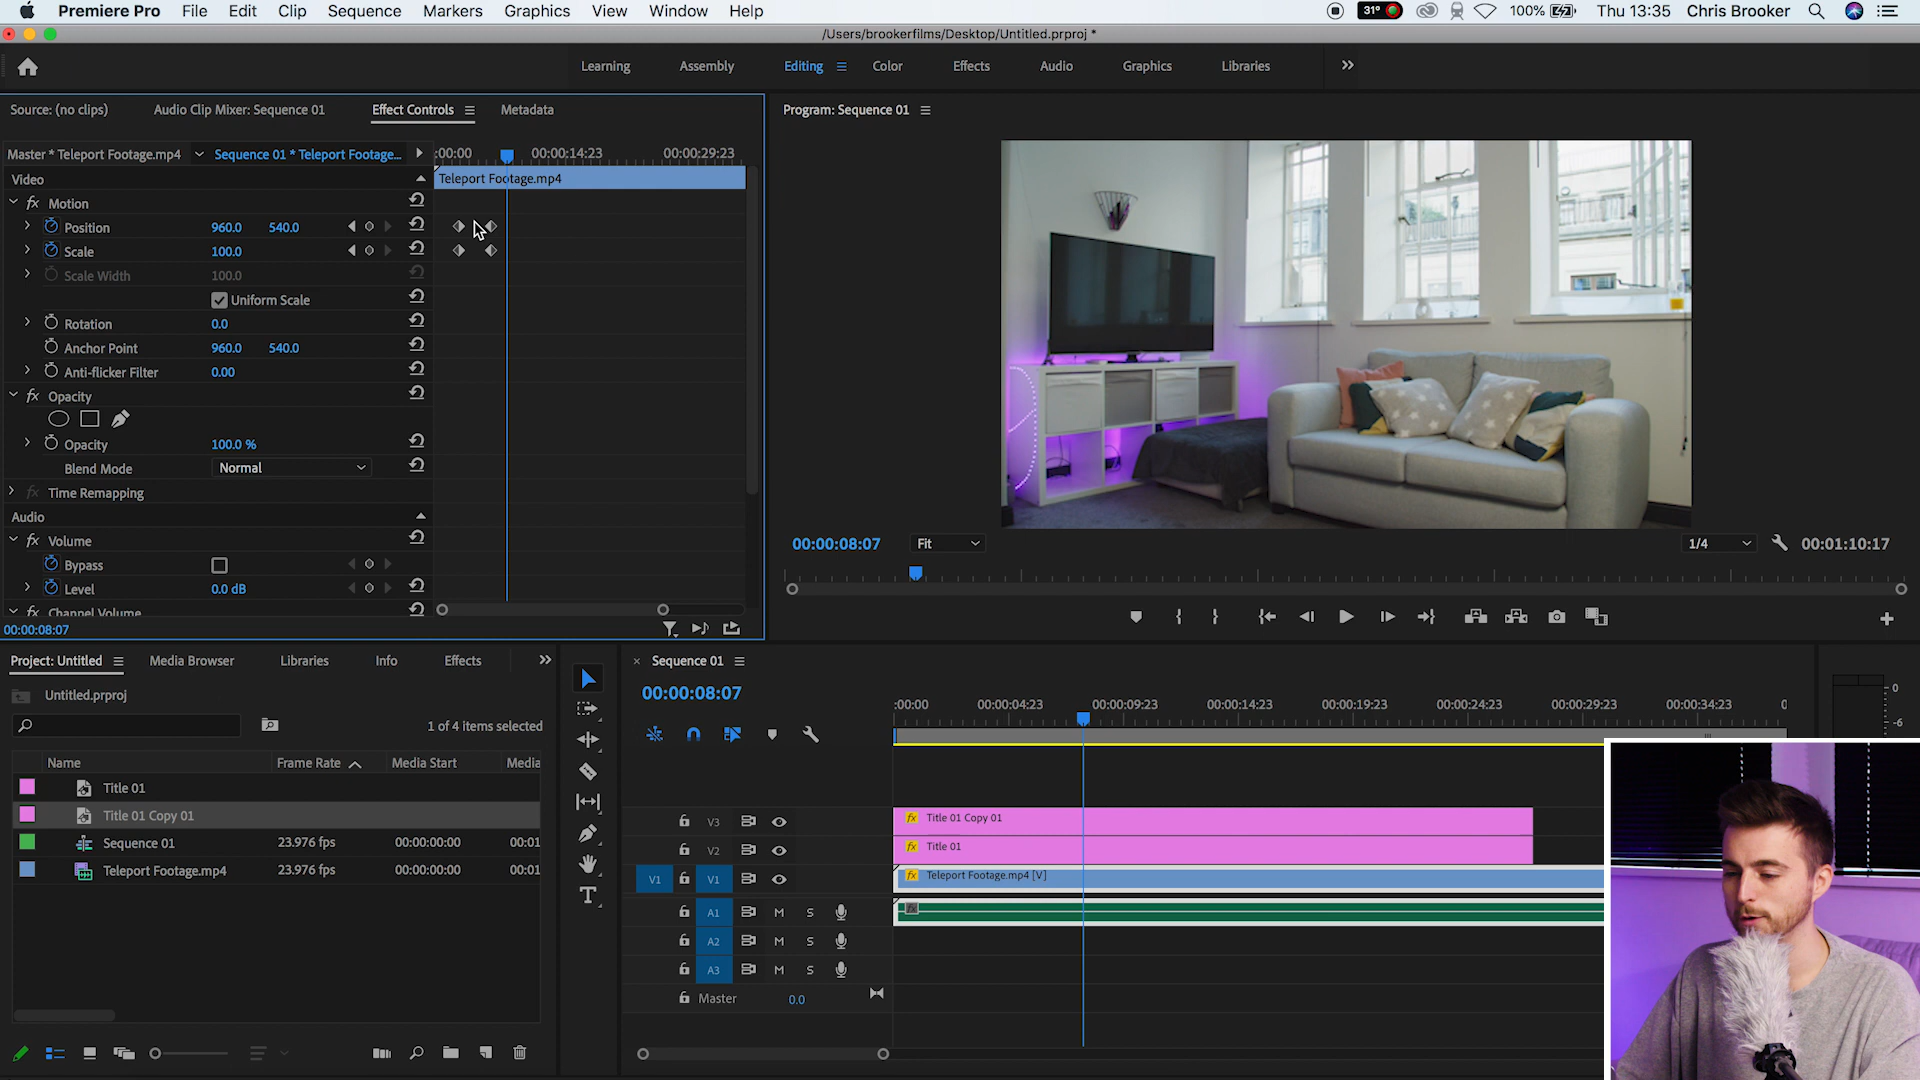 Premiere Pro File Edit Clip Sequence Markers Graphics View Window Help 31° 100% Thu 13:35 Chris Brooker
/Users/brookerfilms/Desktop/Untitled.prproj *
Learning Assembly Editing Color Effects Audio Graphics Libraries
Source: (no clips) Audio Clip Mixer: Sequence 01 Effect Controls Metadata
Program: Sequence 01
Master * Teleport Footage.mp4 Sequence 01 * Teleport Footage... :00:00 00:00:14:23 00:00:29:23
Video Teleport Footage.mp4
fx Motion
Position 960.0 540.0
Scale 100.0
Scale Width 100.0
Uniform Scale
Rotation 0.0
Anchor Point 960.0 540.0
Anti-flicker Filter 0.00
fx Opacity
Opacity 100.0 %
Blend Mode Normal
fx Time Remapping
Audio
fx Volume
Bypass
Level 0.0 dB
fx Channel Volume
00:00:08:07
00:00:08:07 Fit 1/4 00:01:10:17
Project: Untitled Media Browser Libraries Info Effects
Untitled.prproj
1 of 4 items selected
Name Frame Rate Media Start Media
Title 01
Title 01 Copy 01
Sequence 01 23.976 fps 00:00:00:00 00:01
Teleport Footage.mp4 23.976 fps 00:00:00:00 00:01
× Sequence 01
00:00:08:07
:00:00 00:00:04:23 00:00:09:23 00:00:14:23 00:00:19:23 00:00:24:23 00:00:29:23 00:00:34:23 0
V3 fx Title 01 Copy 01
V2 fx Title 01
V1 V1 fx Teleport Footage.mp4 [V]
A1 M S fx
A2 M S
A3 M S
Master 0.0
0
-6